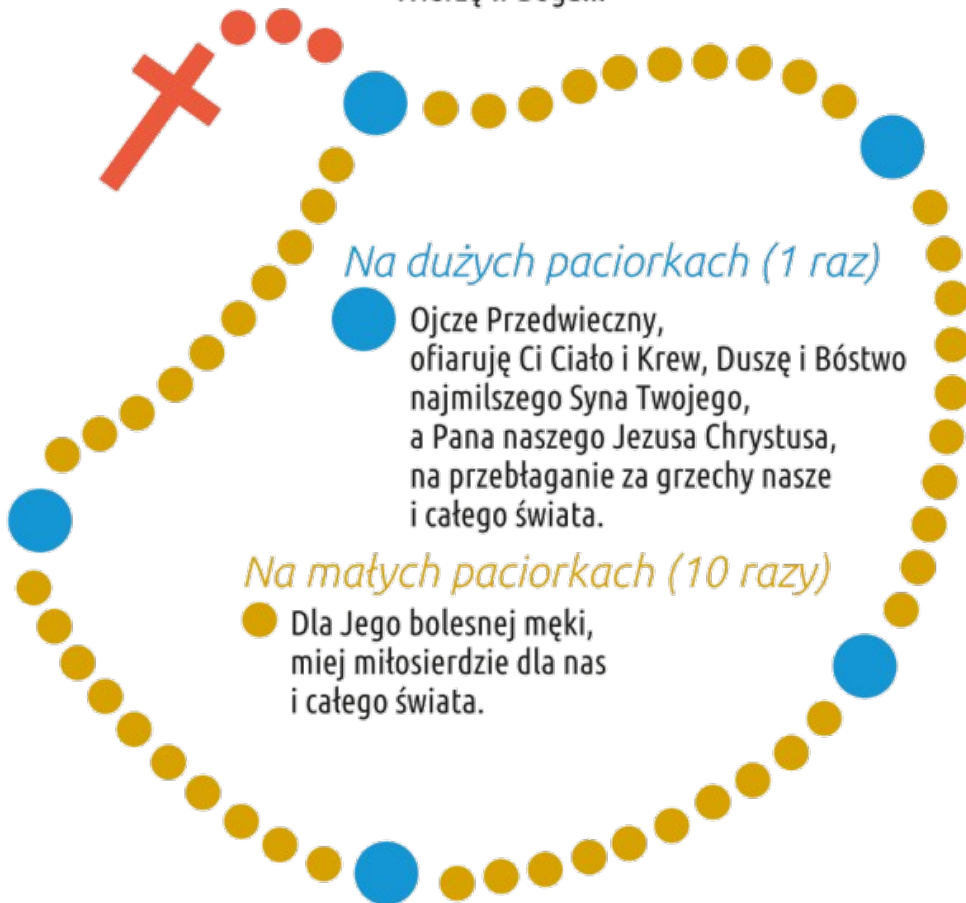 Na dużych paciorkach (1 raz)
Ojcze Przedwieczny,
ofiaruję Ci Ciało i Krew, Duszę i Bóstwo
najmilszego Syna Twojego,
a Pana naszego Jezusa Chrystusa,
na przebłaganie za grzechy nasze
i całego świata.
Na małych paciorkach (10 razy)
Dla Jego bolesnej męki,
miej miłosierdzie dla nas
i całego świata.